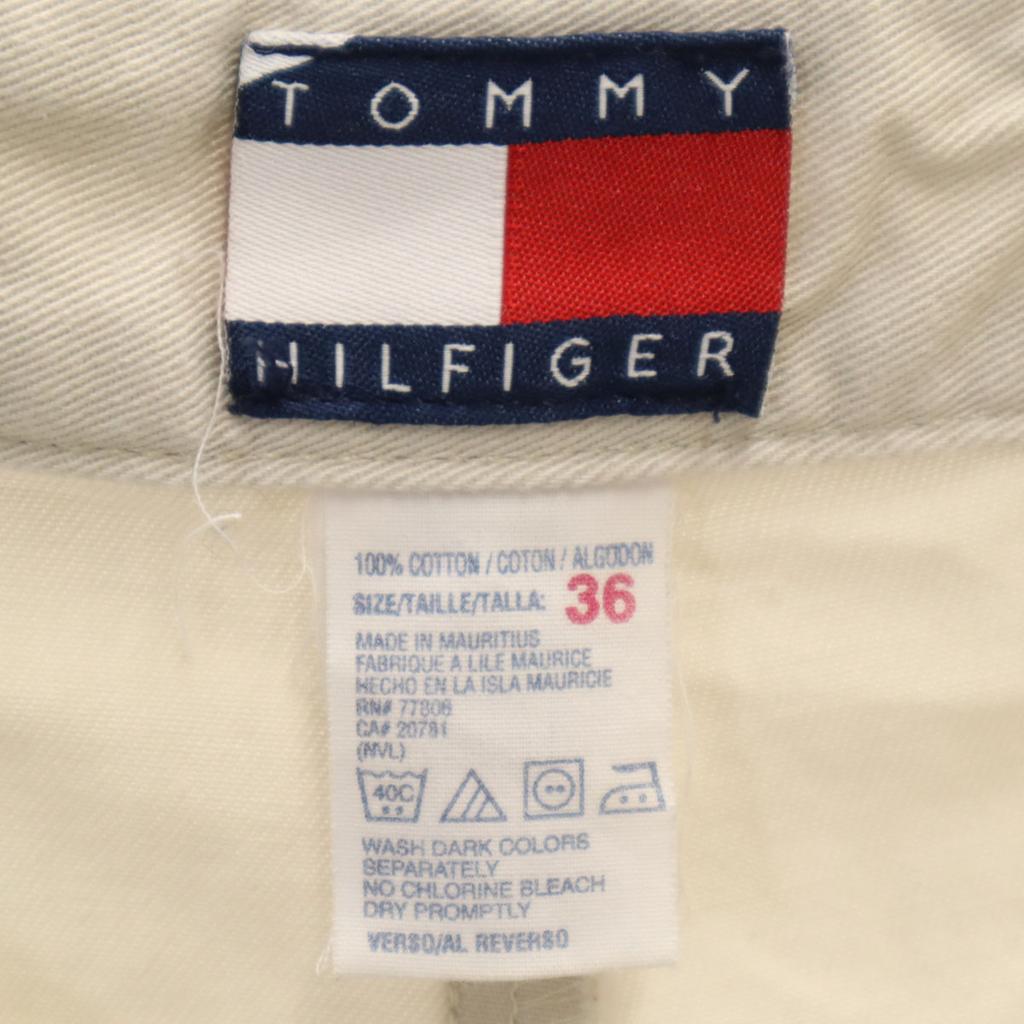 TOMMY
HILFIGER
100% COTTON / COTON / ALGODON
SIZE/TAILLE/TALLA: 36
MADE IN MAURITIUS
FABRIQUE A LILE MAURICE
HECHO EN LA ISLA MAURICIE
RN# 77806
CA# 20781
(NVL)
40C
WASH DARK COLORS
SEPARATELY
NO CHLORINE BLEACH
DRY PROMPTLY
VERSO/AL REVERSO